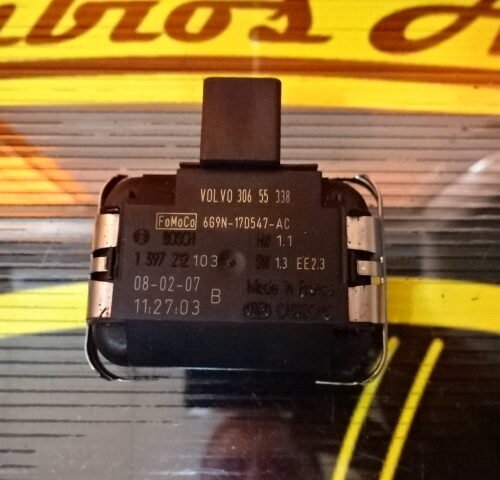 VOLVO 306 55 338
FoMoCo 6G9N-17D547-AC
BOSCH HW 1.1
1 397 212 103 SW 1.3 EE2.3
08-02-07 B Made in France
11:27:03